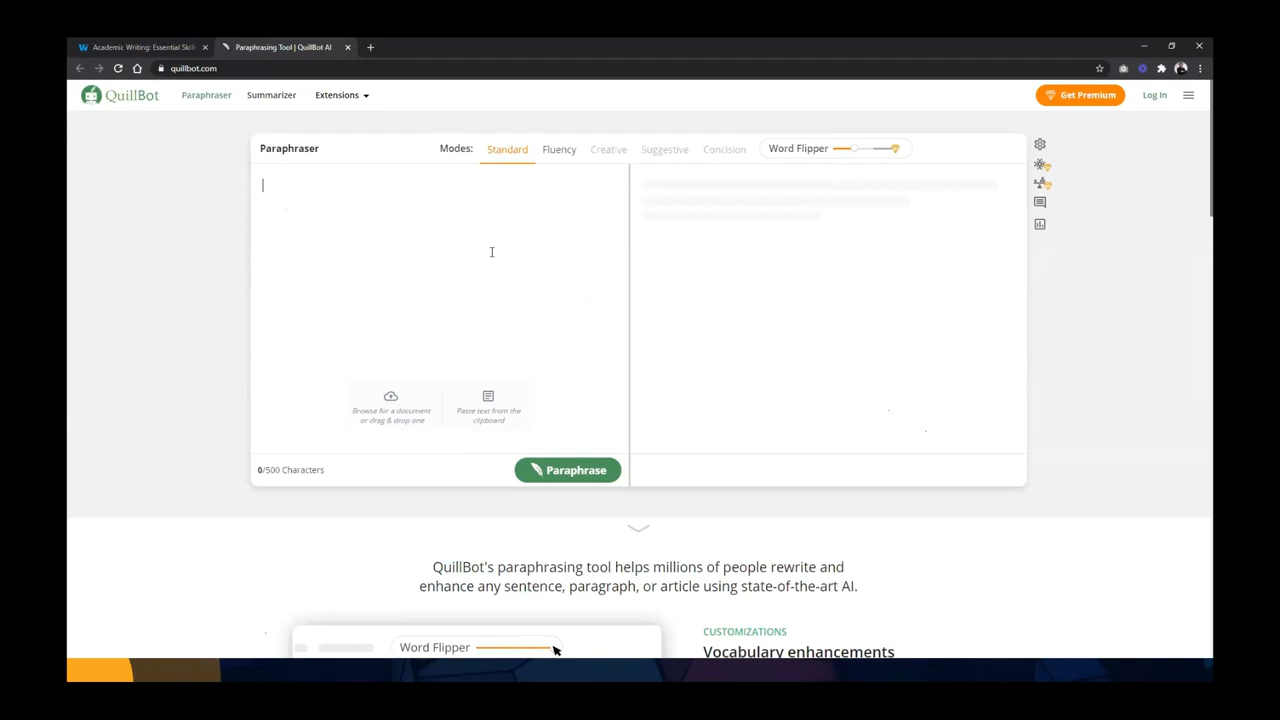 Academic Writing: Essential Skil
Paraphrasing Tool | QuillBot AI
quillbot.com
QuillBot
Paraphraser
Summarizer
Extensions
Get Premium
Log In
Paraphraser
Modes:
Standard
Fluency
Creative
Suggestive
Concision
Word Flipper
Browse for a document
or drag & drop one
Paste text from the
clipboard
0/500 Characters
Paraphrase
QuillBot's paraphrasing tool helps millions of people rewrite and
enhance any sentence, paragraph, or article using state-of-the-art AI.
Word Flipper
CUSTOMIZATIONS
Vocabulary enhancements